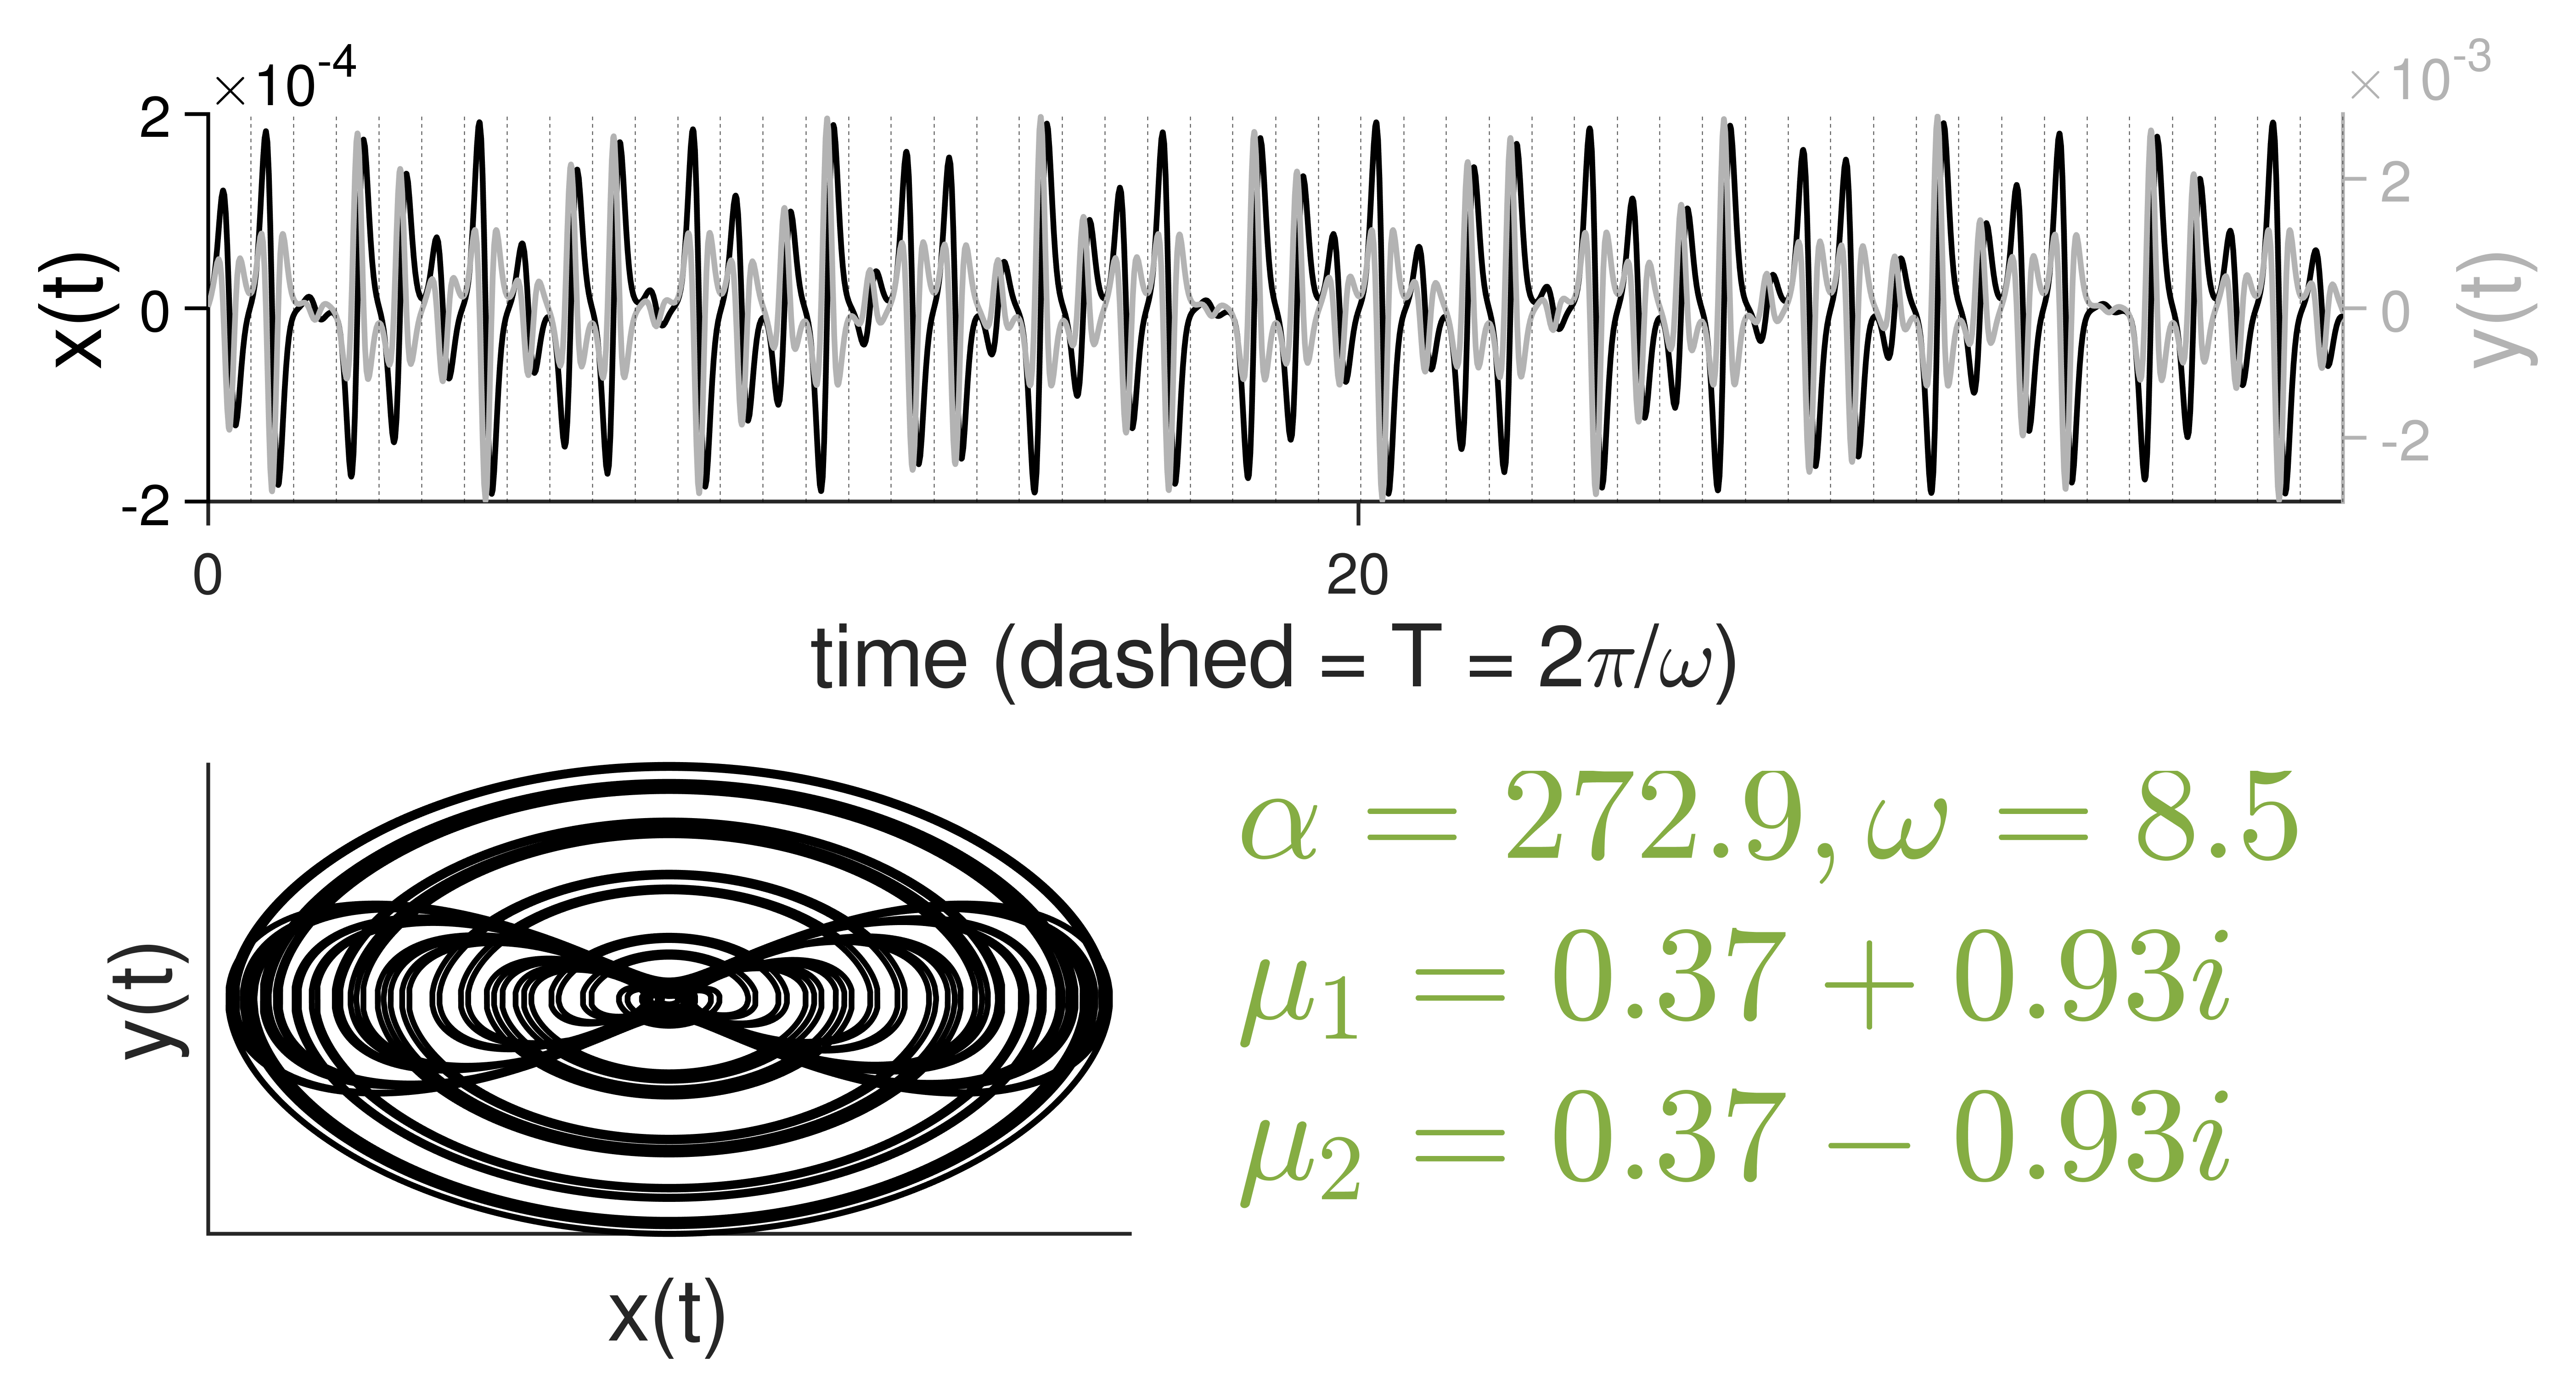 ×10⁻⁴
×10⁻³
2
0
-2
x(t)
2
0
-2
y(t)
0
20
time (dashed = T = 2π/ω)
y(t)
x(t)
α = 272.9, ω = 8.5
μ₁ = 0.37 + 0.93i
μ₂ = 0.37 − 0.93i